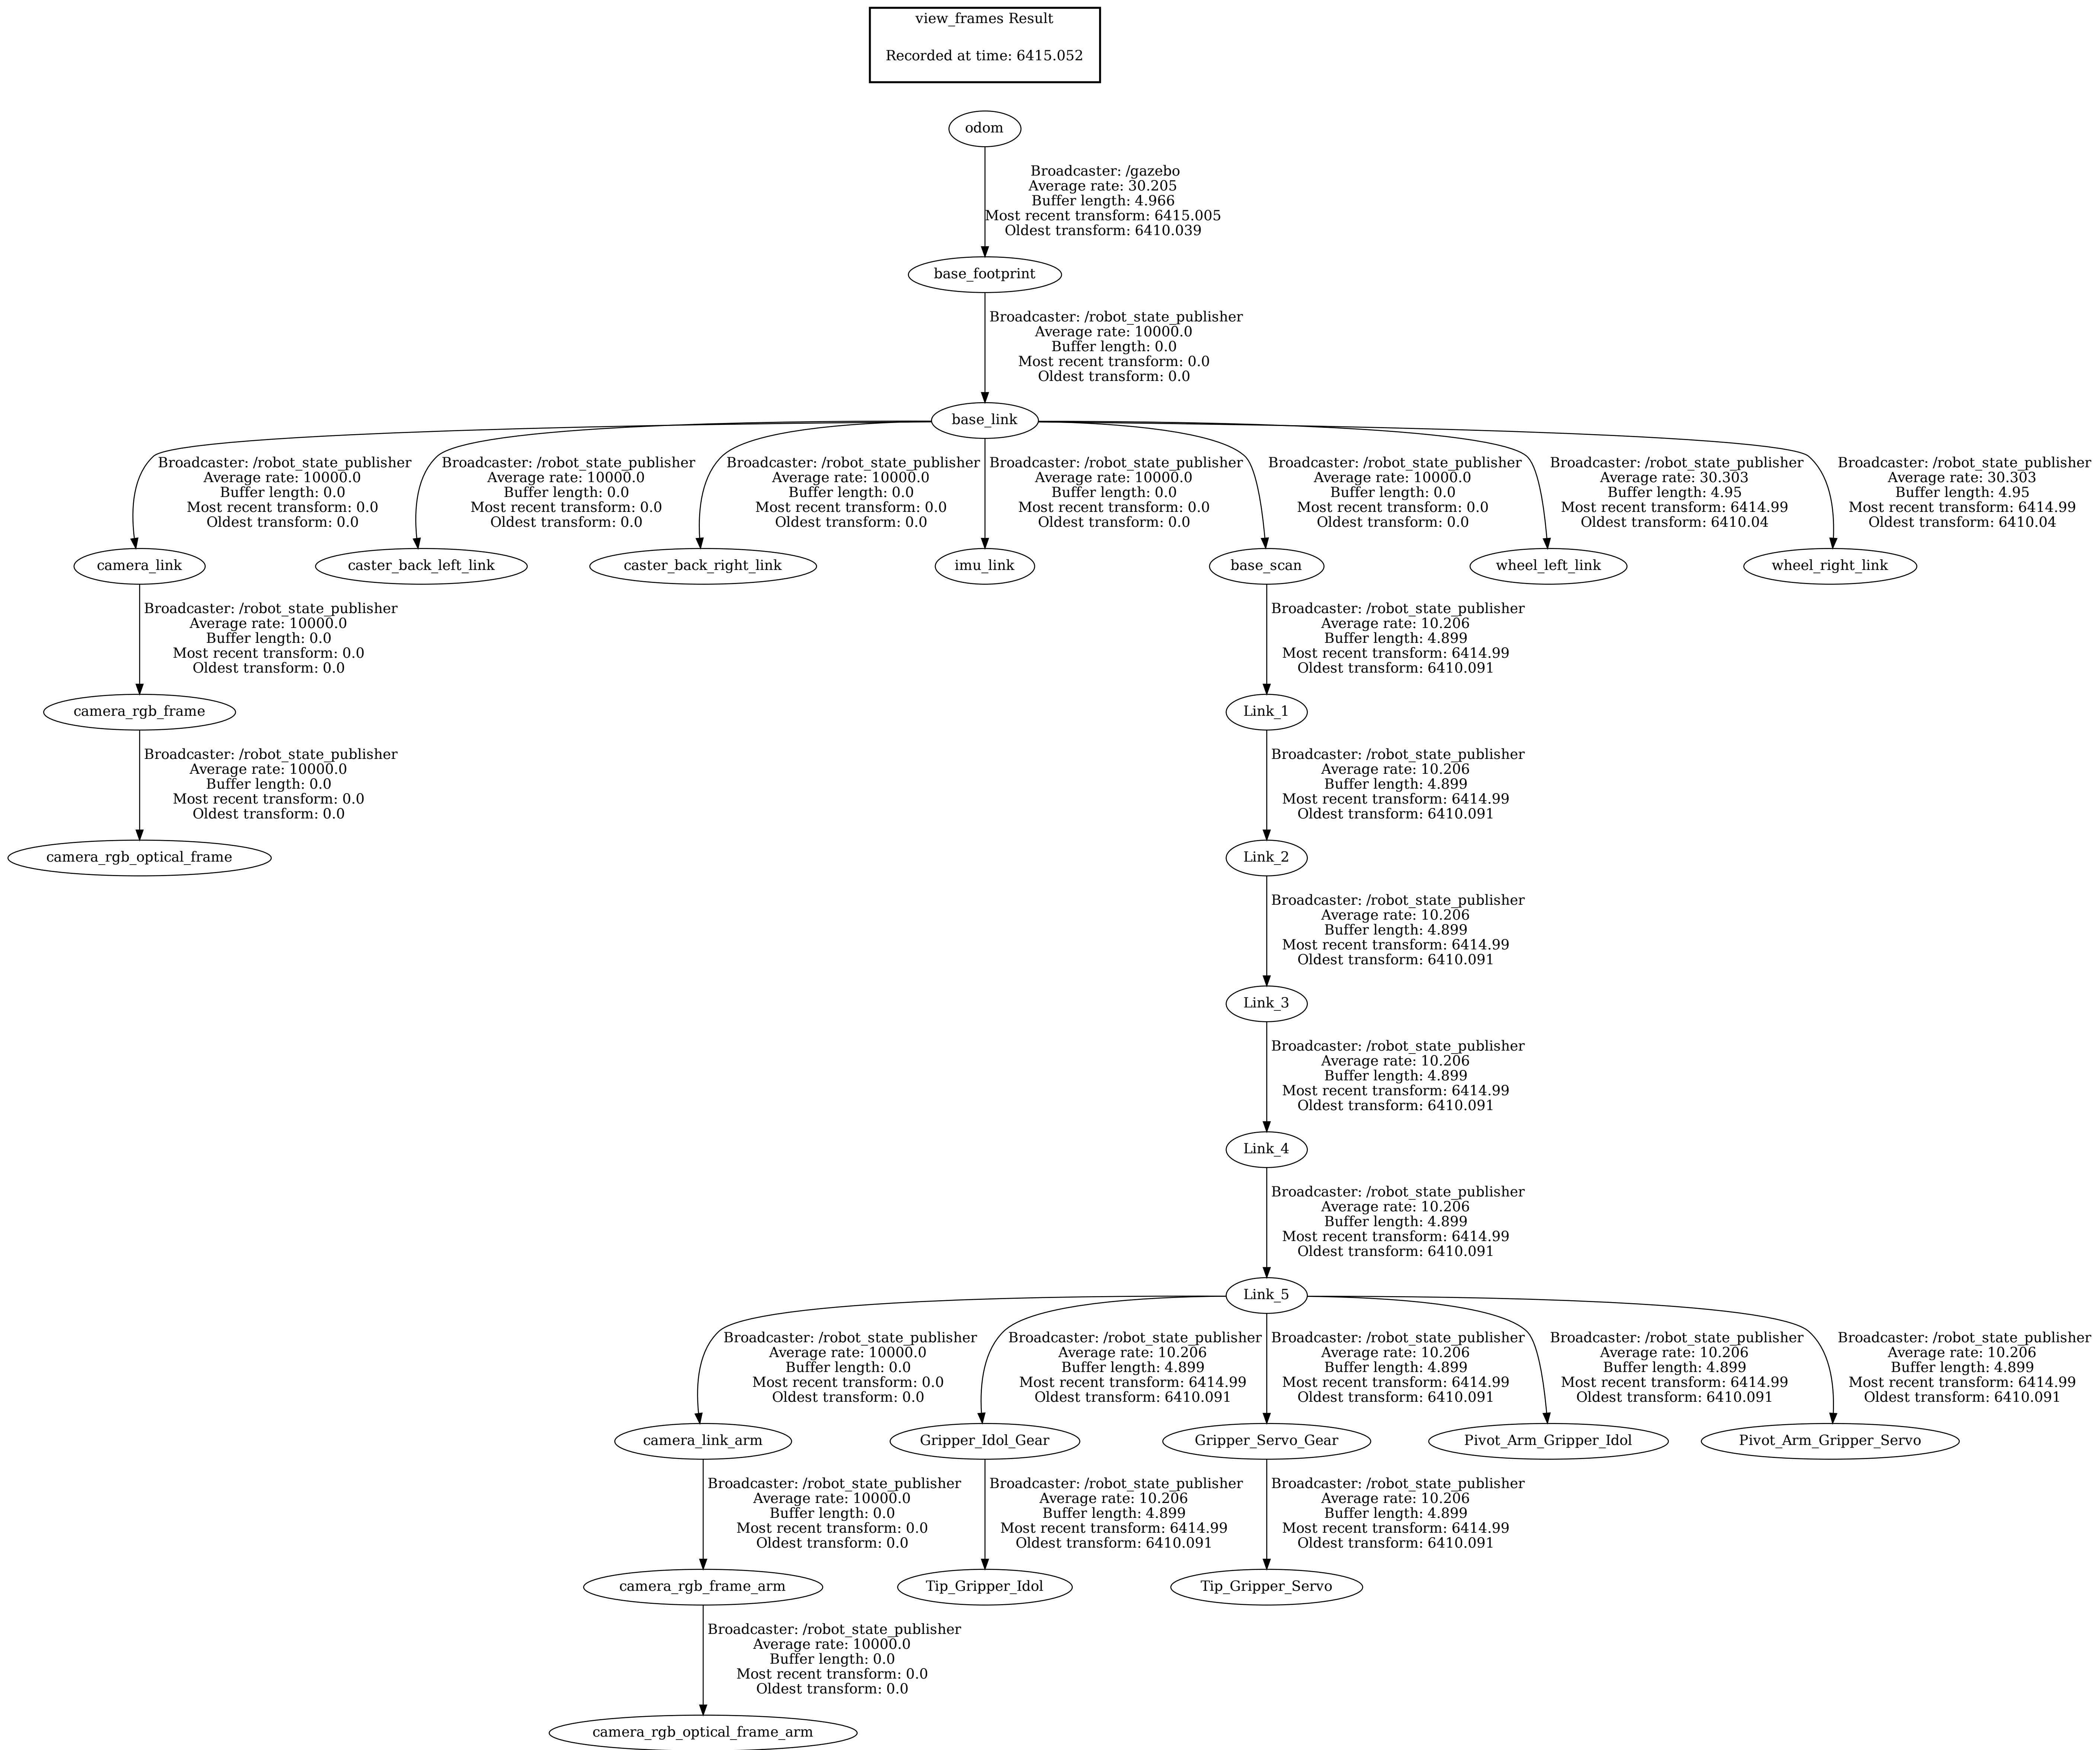 view_frames Result
Recorded at time: 6415.052
odom
Broadcaster: /gazebo
Average rate: 30.205
Buffer length: 4.966
Most recent transform: 6415.005
Oldest transform: 6410.039
base_footprint
Broadcaster: /robot_state_publisher
Average rate: 10000.0
Buffer length: 0.0
Most recent transform: 0.0
Oldest transform: 0.0
base_link
Broadcaster: /robot_state_publisher
Average rate: 10000.0
Buffer length: 0.0
Most recent transform: 0.0
Oldest transform: 0.0
Broadcaster: /robot_state_publisher
Average rate: 10000.0
Buffer length: 0.0
Most recent transform: 0.0
Oldest transform: 0.0
Broadcaster: /robot_state_publisher
Average rate: 10000.0
Buffer length: 0.0
Most recent transform: 0.0
Oldest transform: 0.0
Broadcaster: /robot_state_publisher
Average rate: 10000.0
Buffer length: 0.0
Most recent transform: 0.0
Oldest transform: 0.0
Broadcaster: /robot_state_publisher
Average rate: 10000.0
Buffer length: 0.0
Most recent transform: 0.0
Oldest transform: 0.0
Broadcaster: /robot_state_publisher
Average rate: 30.303
Buffer length: 4.95
Most recent transform: 6414.99
Oldest transform: 6410.04
Broadcaster: /robot_state_publisher
Average rate: 30.303
Buffer length: 4.95
Most recent transform: 6414.99
Oldest transform: 6410.04
camera_link
caster_back_left_link
caster_back_right_link
imu_link
base_scan
wheel_left_link
wheel_right_link
Broadcaster: /robot_state_publisher
Average rate: 10000.0
Buffer length: 0.0
Most recent transform: 0.0
Oldest transform: 0.0
Broadcaster: /robot_state_publisher
Average rate: 10.206
Buffer length: 4.899
Most recent transform: 6414.99
Oldest transform: 6410.091
camera_rgb_frame
Link_1
Broadcaster: /robot_state_publisher
Average rate: 10000.0
Buffer length: 0.0
Most recent transform: 0.0
Oldest transform: 0.0
Broadcaster: /robot_state_publisher
Average rate: 10.206
Buffer length: 4.899
Most recent transform: 6414.99
Oldest transform: 6410.091
camera_rgb_optical_frame
Link_2
Broadcaster: /robot_state_publisher
Average rate: 10.206
Buffer length: 4.899
Most recent transform: 6414.99
Oldest transform: 6410.091
Link_3
Broadcaster: /robot_state_publisher
Average rate: 10.206
Buffer length: 4.899
Most recent transform: 6414.99
Oldest transform: 6410.091
Link_4
Broadcaster: /robot_state_publisher
Average rate: 10.206
Buffer length: 4.899
Most recent transform: 6414.99
Oldest transform: 6410.091
Link_5
Broadcaster: /robot_state_publisher
Average rate: 10000.0
Buffer length: 0.0
Most recent transform: 0.0
Oldest transform: 0.0
Broadcaster: /robot_state_publisher
Average rate: 10.206
Buffer length: 4.899
Most recent transform: 6414.99
Oldest transform: 6410.091
Broadcaster: /robot_state_publisher
Average rate: 10.206
Buffer length: 4.899
Most recent transform: 6414.99
Oldest transform: 6410.091
Broadcaster: /robot_state_publisher
Average rate: 10.206
Buffer length: 4.899
Most recent transform: 6414.99
Oldest transform: 6410.091
Broadcaster: /robot_state_publisher
Average rate: 10.206
Buffer length: 4.899
Most recent transform: 6414.99
Oldest transform: 6410.091
camera_link_arm
Gripper_Idol_Gear
Gripper_Servo_Gear
Pivot_Arm_Gripper_Idol
Pivot_Arm_Gripper_Servo
Broadcaster: /robot_state_publisher
Average rate: 10000.0
Buffer length: 0.0
Most recent transform: 0.0
Oldest transform: 0.0
Broadcaster: /robot_state_publisher
Average rate: 10.206
Buffer length: 4.899
Most recent transform: 6414.99
Oldest transform: 6410.091
Broadcaster: /robot_state_publisher
Average rate: 10.206
Buffer length: 4.899
Most recent transform: 6414.99
Oldest transform: 6410.091
camera_rgb_frame_arm
Tip_Gripper_Idol
Tip_Gripper_Servo
Broadcaster: /robot_state_publisher
Average rate: 10000.0
Buffer length: 0.0
Most recent transform: 0.0
Oldest transform: 0.0
camera_rgb_optical_frame_arm